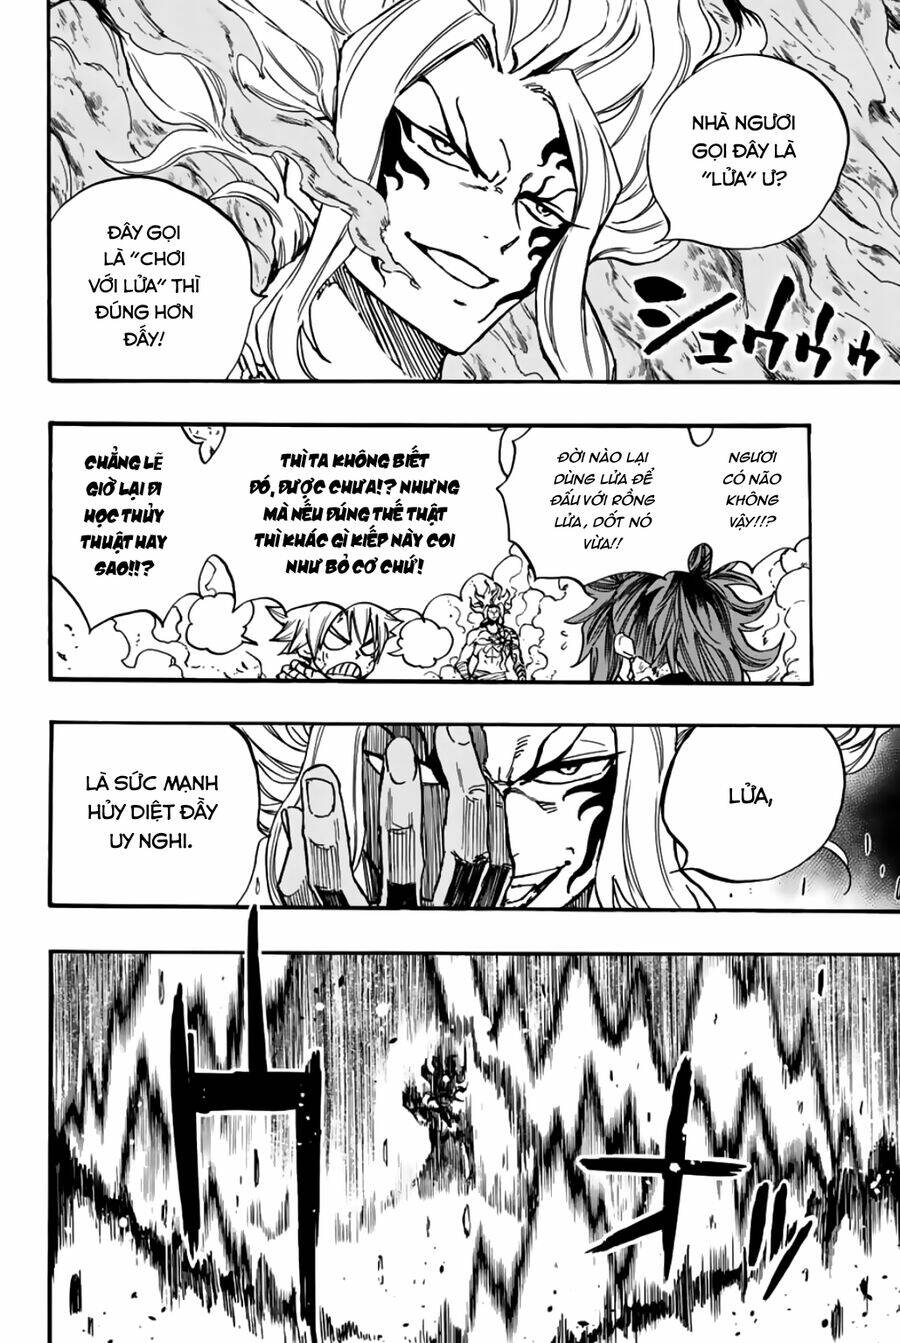 NHÀ NGƯƠI
GỌI ĐÂY LÀ
“LỬA” Ư?
ĐÂY GỌI
LÀ “CHƠI
VỚI LỬA” THÌ
ĐÚNG HƠN
ĐẤY!
シュウゥゥゥ
NGƯƠI
CÓ NÃO
KHÔNG
VẬY!!?
ĐỜI NÀO LẠI
DÙNG LỬA ĐỂ
ĐẤU VỚI RỒNG
LỬA, DỐT NÓ
VỪA!!
THÌ TA KHÔNG BIẾT
ĐÓ, ĐƯỢC CHƯA!? NHƯNG
MÀ NẾU ĐÚNG THẾ THẬT
THÌ KHÁC GÌ KIẾP NÀY COI
NHƯ BỎ CƠ CHỨ!
CHẲNG LẼ
GIỜ LẠI ĐI
HỌC THỦY
THUẬT HAY
SAO!!?
LỬA,
LÀ SỨC MẠNH
HỦY DIỆT ĐẦY
UY NGHI.